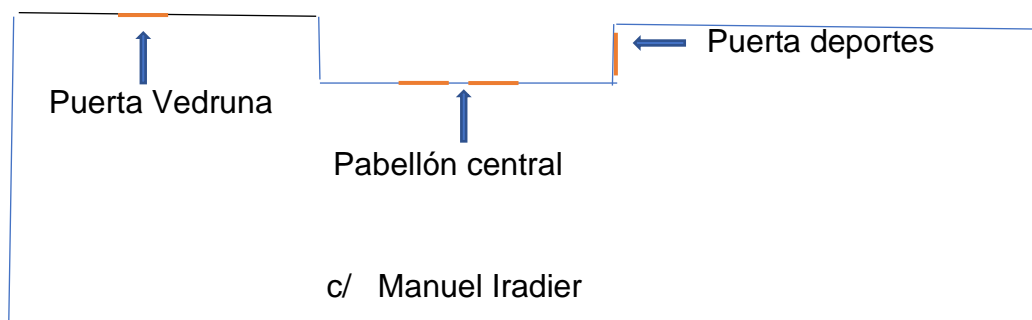 Puerta deportes
Puerta Vedruna
Pabellón central
c/ Manuel Iradier